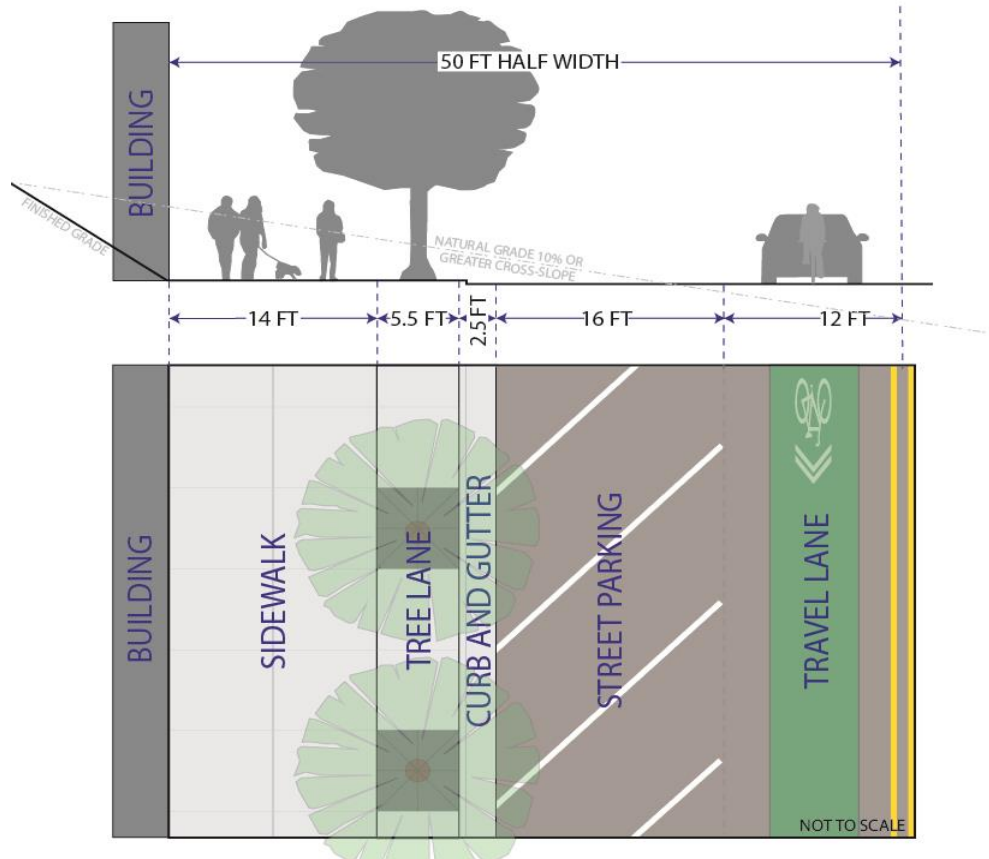 50 FT HALF WIDTH
BUILDING
FINISHED GRADE
NATURAL GRADE 10% OR
GREATER CROSS-SLOPE
14 FT
5.5 FT
2.5 FT
16 FT
12 FT
BUILDING
SIDEWALK
TREE LANE
CURB AND GUTTER
STREET PARKING
TRAVEL LANE
NOT TO SCALE